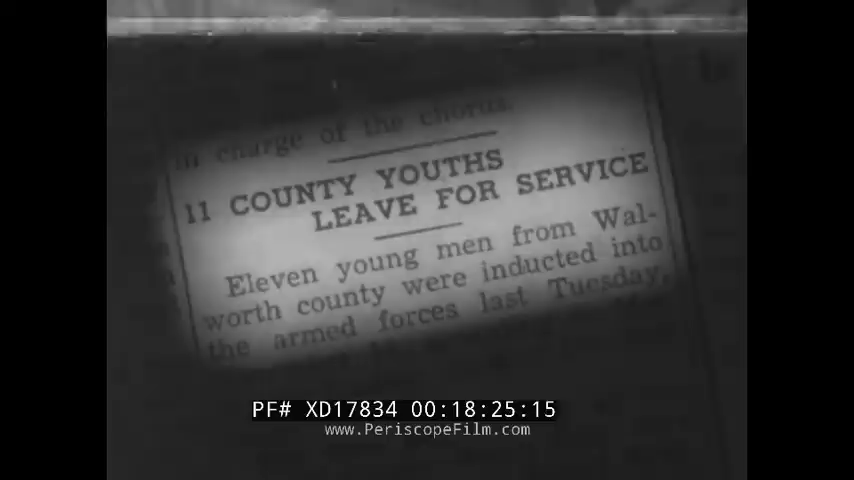 in charge of the chorus.
11 COUNTY YOUTHS
LEAVE FOR SERVICE
Eleven young men from Wal-
worth county were inducted into
the armed forces last Tuesday,
PF# XD17834 00:18:25:15
www.PeriscopeFilm.com